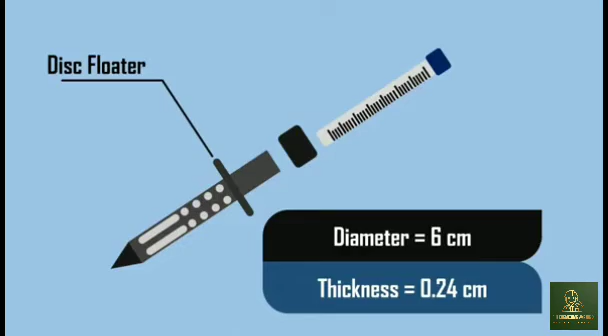 Disc Floater
Diameter = 6 cm
Thickness = 0.24 cm